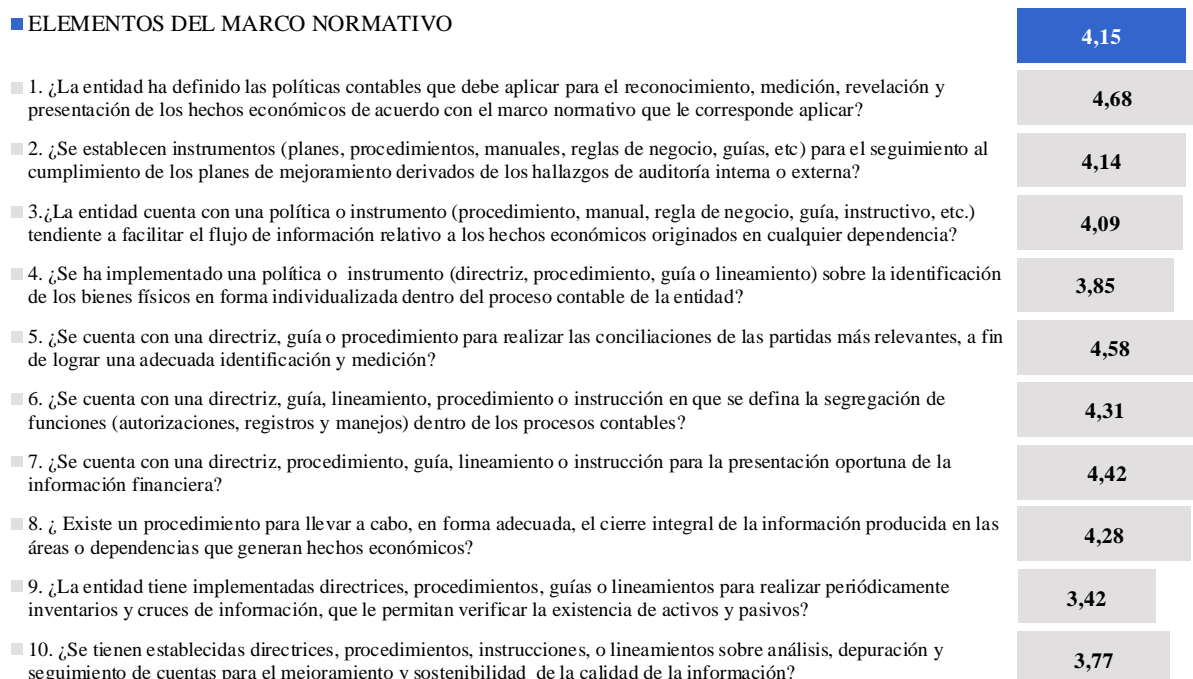 ELEMENTOS DEL MARCO NORMATIVO
4,15
1. ¿La entidad ha definido las políticas contables que debe aplicar para el reconocimiento, medición, revelación y
presentación de los hechos económicos de acuerdo con el marco normativo que le corresponde aplicar?
4,68
2. ¿Se establecen instrumentos (planes, procedimientos, manuales, reglas de negocio, guías, etc) para el seguimiento al
cumplimiento de los planes de mejoramiento derivados de los hallazgos de auditoría interna o externa?
4,14
3.¿La entidad cuenta con una política o instrumento (procedimiento, manual, regla de negocio, guía, instructivo, etc.)
tendiente a facilitar el flujo de información relativo a los hechos económicos originados en cualquier dependencia?
4,09
4. ¿Se ha implementado una política o instrumento (directriz, procedimiento, guía o lineamiento) sobre la identificación
de los bienes físicos en forma individualizada dentro del proceso contable de la entidad?
3,85
5. ¿Se cuenta con una directriz, guía o procedimiento para realizar las conciliaciones de las partidas más relevantes, a fin
de lograr una adecuada identificación y medición?
4,58
6. ¿Se cuenta con una directriz, guía, lineamiento, procedimiento o instrucción en que se defina la segregación de
funciones (autorizaciones, registros y manejos) dentro de los procesos contables?
4,31
7. ¿Se cuenta con una directriz, procedimiento, guía, lineamiento o instrucción para la presentación oportuna de la
información financiera?
4,42
8. ¿ Existe un procedimiento para llevar a cabo, en forma adecuada, el cierre integral de la información producida en las
áreas o dependencias que generan hechos económicos?
4,28
9. ¿La entidad tiene implementadas directrices, procedimientos, guías o lineamientos para realizar periódicamente
inventarios y cruces de información, que le permitan verificar la existencia de activos y pasivos?
3,42
10. ¿Se tienen establecidas directrices, procedimientos, instrucciones, o lineamientos sobre análisis, depuración y
seguimiento de cuentas para el mejoramiento y sostenibilidad de la calidad de la información?
3,77